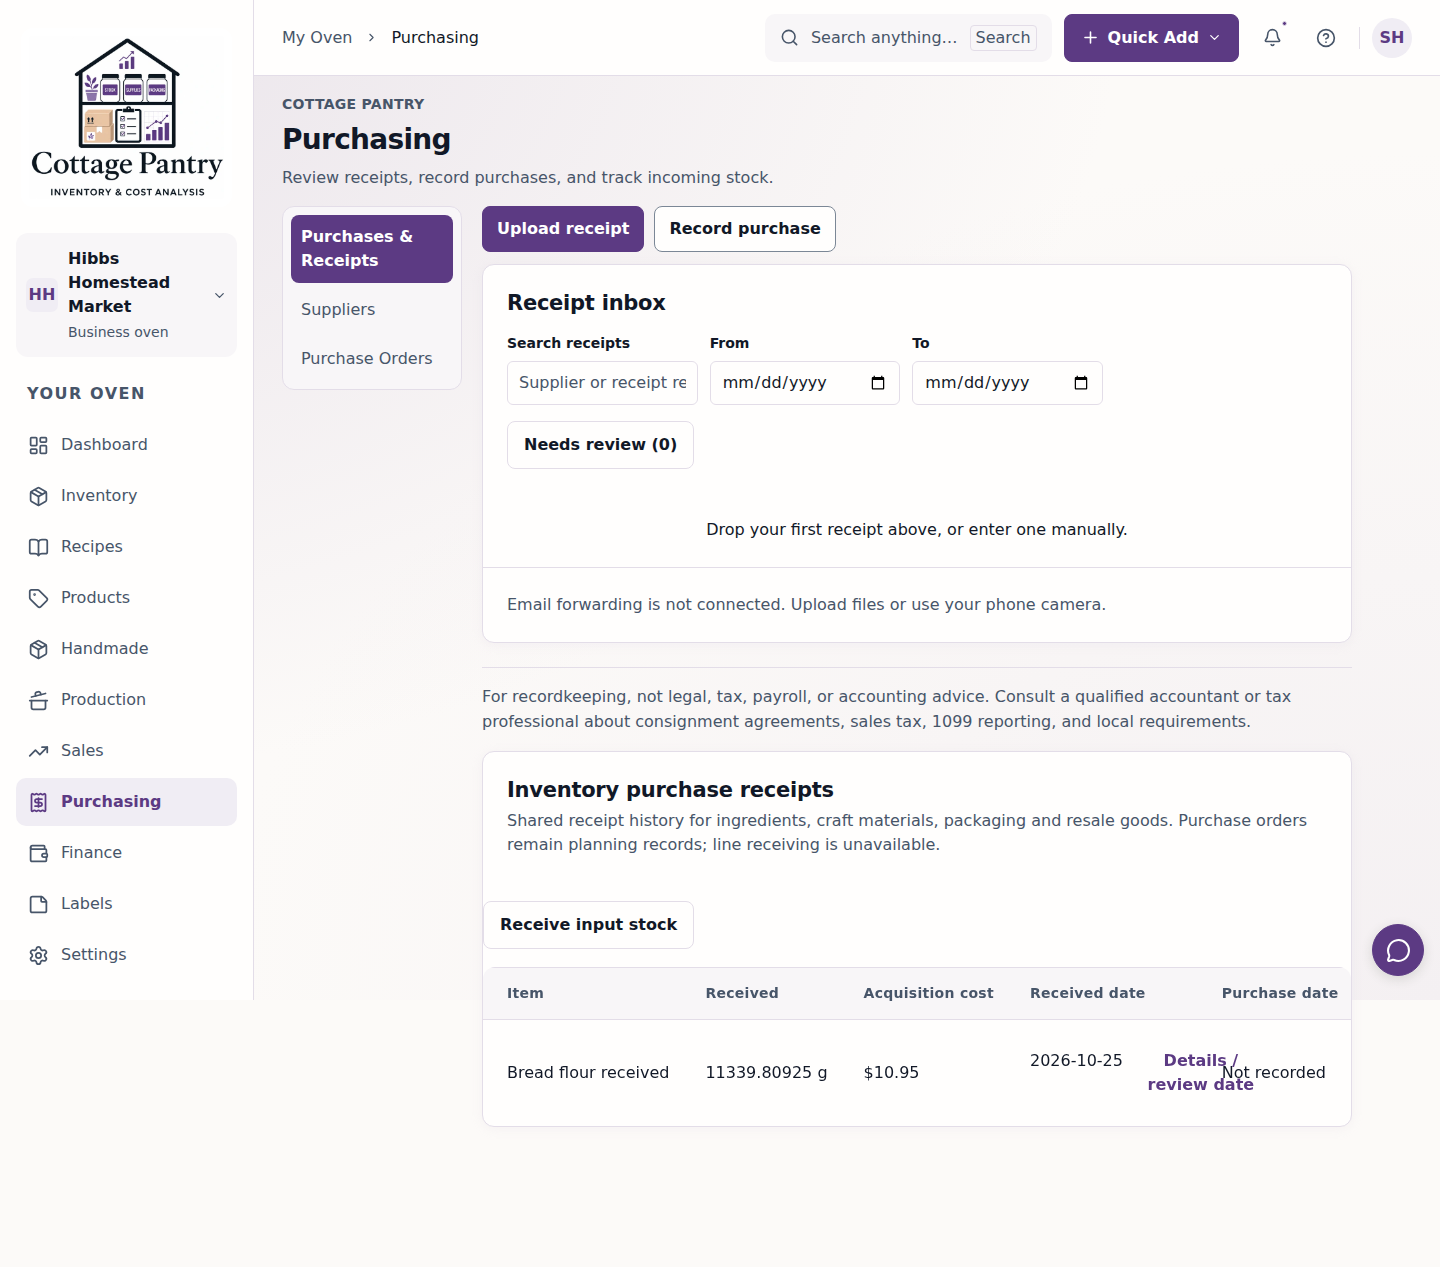 Cottage Pantry
INVENTORY & COST ANALYSIS
HH
Hibbs
Homestead
Market
Business oven
YOUR OVEN
Dashboard
Inventory
Recipes
Products
Handmade
Production
Sales
Purchasing
Finance
Labels
Settings
My Oven › Purchasing
Search anything... Search
+ Quick Add
SH
COTTAGE PANTRY
Purchasing
Review receipts, record purchases, and track incoming stock.
Purchases &
Receipts
Suppliers
Purchase Orders
Upload receipt Record purchase
Receipt inbox
Search receipts From To
Supplier or receipt re mm/dd/yyyy mm/dd/yyyy
Needs review (0)
Drop your first receipt above, or enter one manually.
Email forwarding is not connected. Upload files or use your phone camera.
For recordkeeping, not legal, tax, payroll, or accounting advice. Consult a qualified accountant or tax
professional about consignment agreements, sales tax, 1099 reporting, and local requirements.
Inventory purchase receipts
Shared receipt history for ingredients, craft materials, packaging and resale goods. Purchase orders
remain planning records; line receiving is unavailable.
Receive input stock
Item Received Acquisition cost Received date Purchase date
Bread flour received 11339.80925 g $10.95 2026-10-25 Details /
review date Not recorded